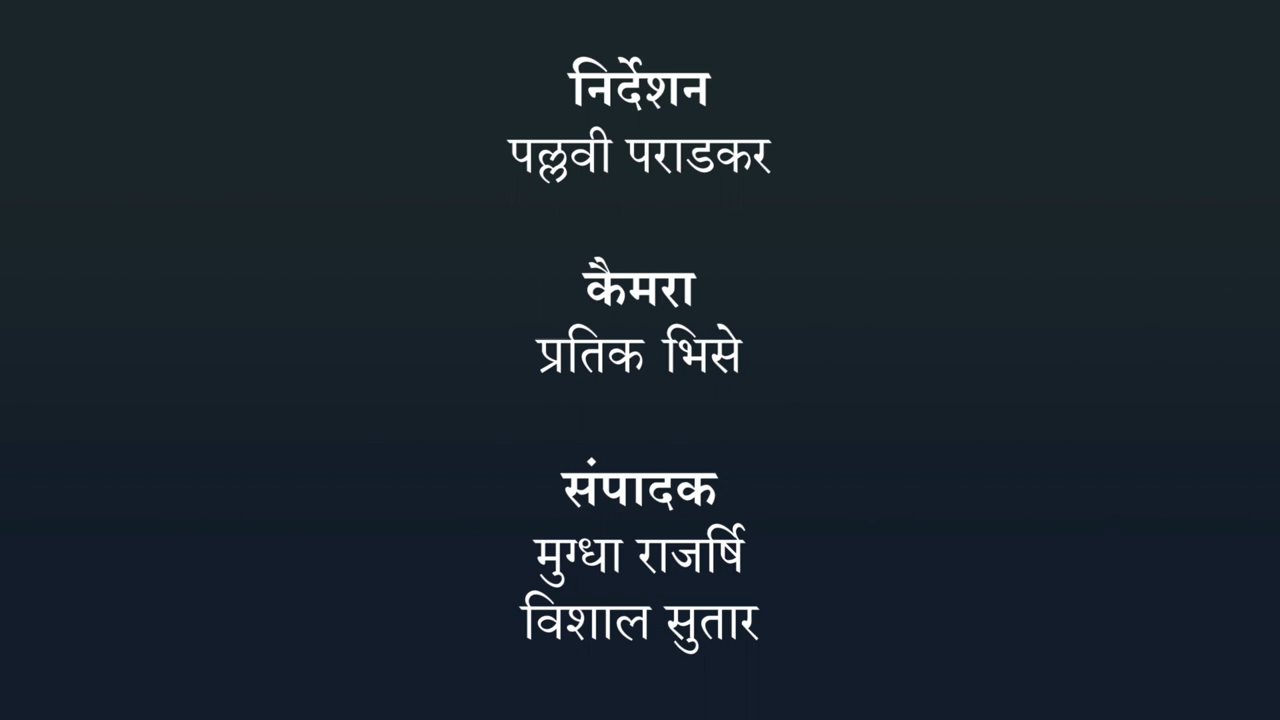 निर्देशन
पल्लवी पराडकर
कैमरा
प्रतिक भिसे
संपादक
मुग्धा राजर्षि
विशाल सुतार